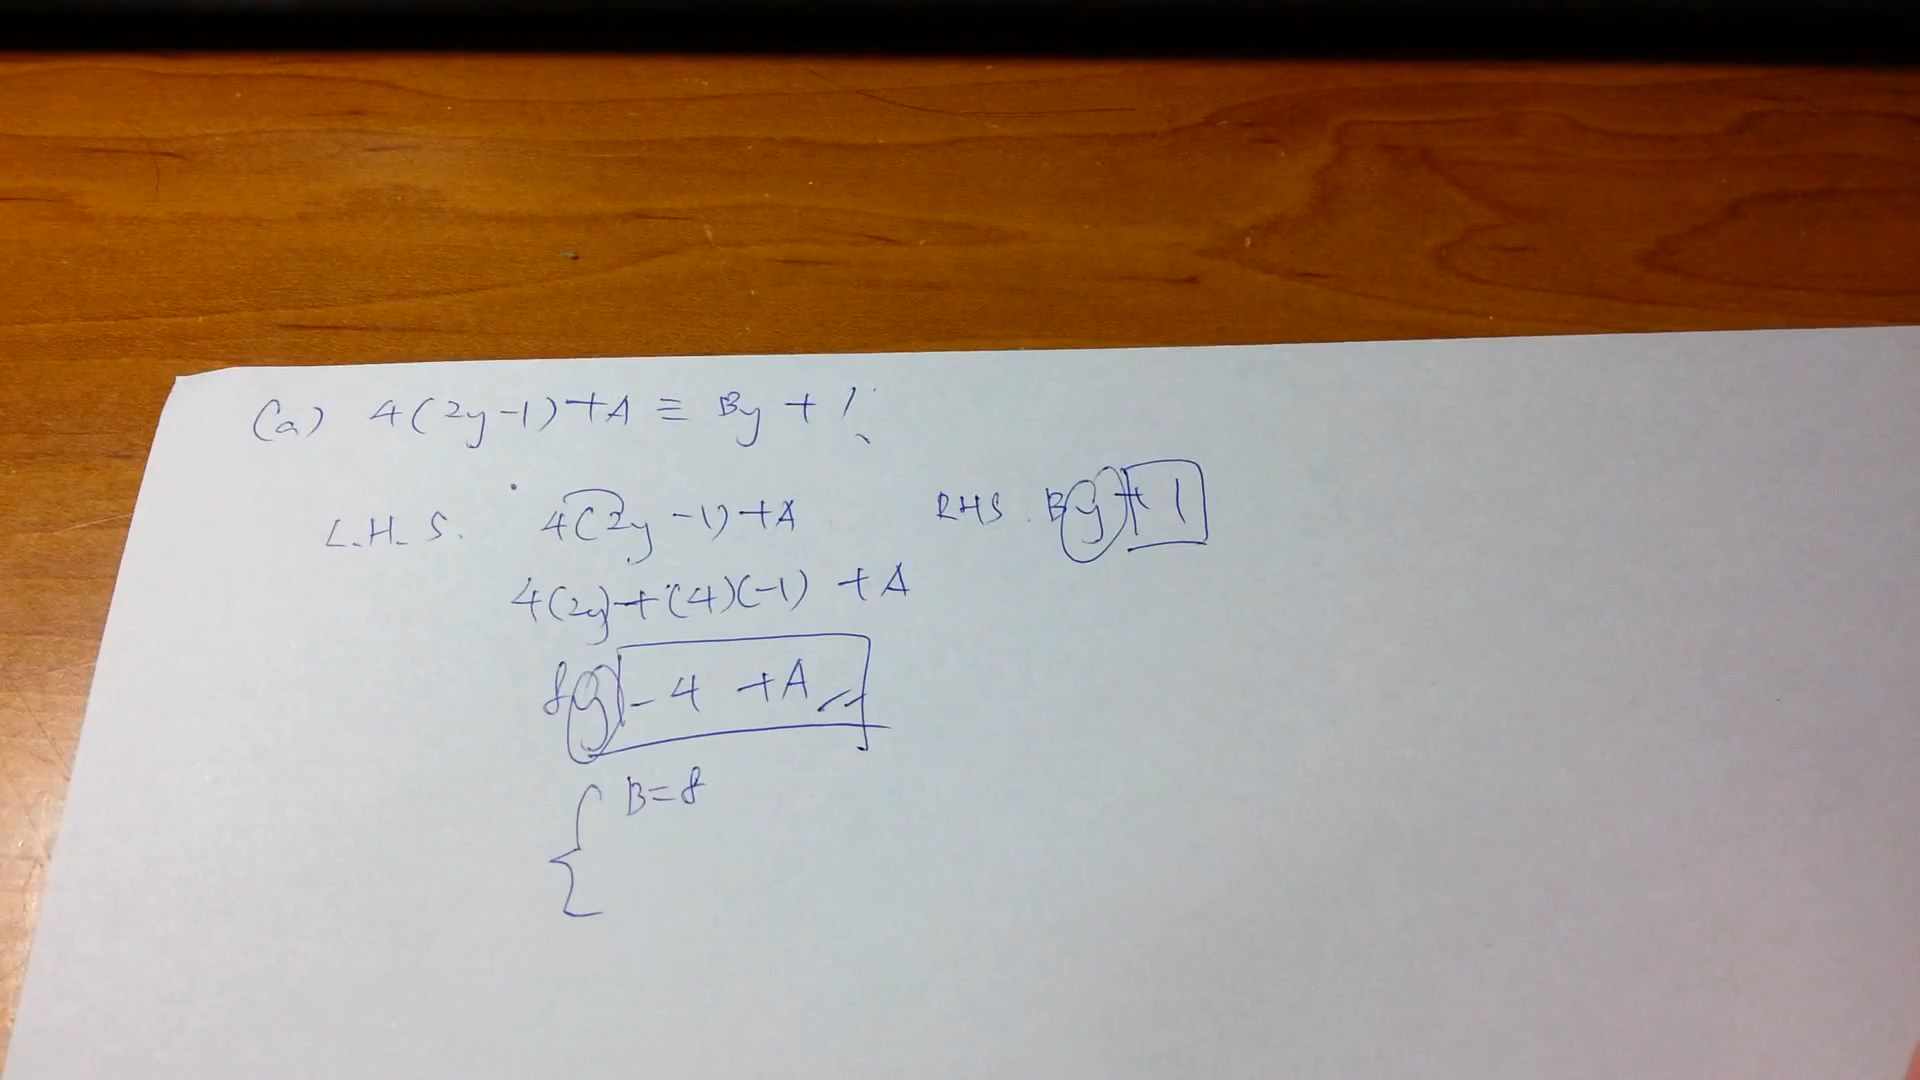 (a) 4(2y-1)+A ≡ By + 1
L.H.S. 4(2y-1)+A RHS. By+1
4(2y)+(4)(-1) +A
8y-4 +A
{ B=8